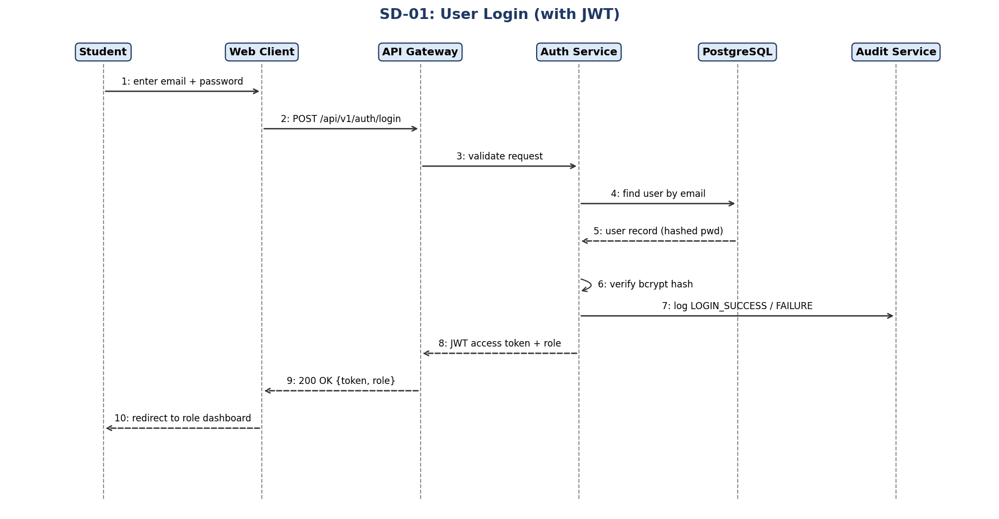 SD-01: User Login (with JWT)
Student
Web Client
API Gateway
Auth Service
PostgreSQL
Audit Service
1: enter email + password
2: POST /api/v1/auth/login
3: validate request
4: find user by email
5: user record (hashed pwd)
6: verify bcrypt hash
7: log LOGIN_SUCCESS / FAILURE
8: JWT access token + role
9: 200 OK {token, role}
10: redirect to role dashboard